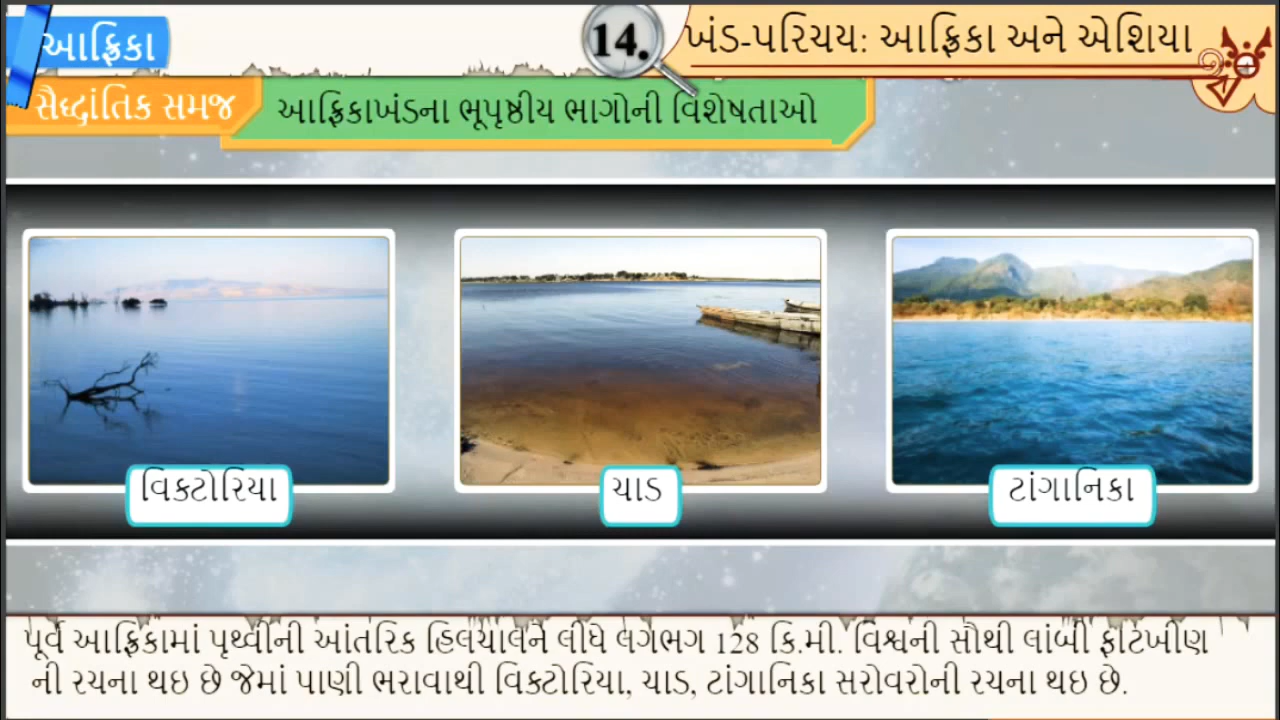 આફ્રિકા
14.
ખંડ-પરિચય: આફ્રિકા અને એશિયા
સૈદ્ધાંતિક સમજ
આફ્રિકાખંડના ભૂપૃષ્ઠીય ભાગોની વિશેષતાઓ
વિક્ટોરિયા
ચાડ
ટાંગાનિકા
પૂર્વ આફ્રિકામાં પૃથ્વીની આંતરિક હિલચાલને લીધે લગભગ 128 કિ.મી. વિશ્વની સૌથી લાંબી ફાટખીણ
ની રચના થઇ છે જેમાં પાણી ભરાવાથી વિક્ટોરિયા, ચાડ, ટાંગાનિકા સરોવરોની રચના થઇ છે.